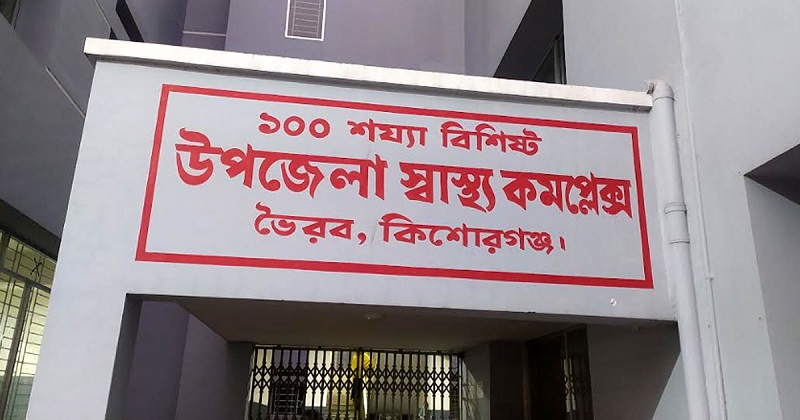 ১০০ শয্যা বিশিষ্ট
উপজেলা স্বাস্থ্য কমপ্লেক্স
ভৈরব, কিশোরগঞ্জ।